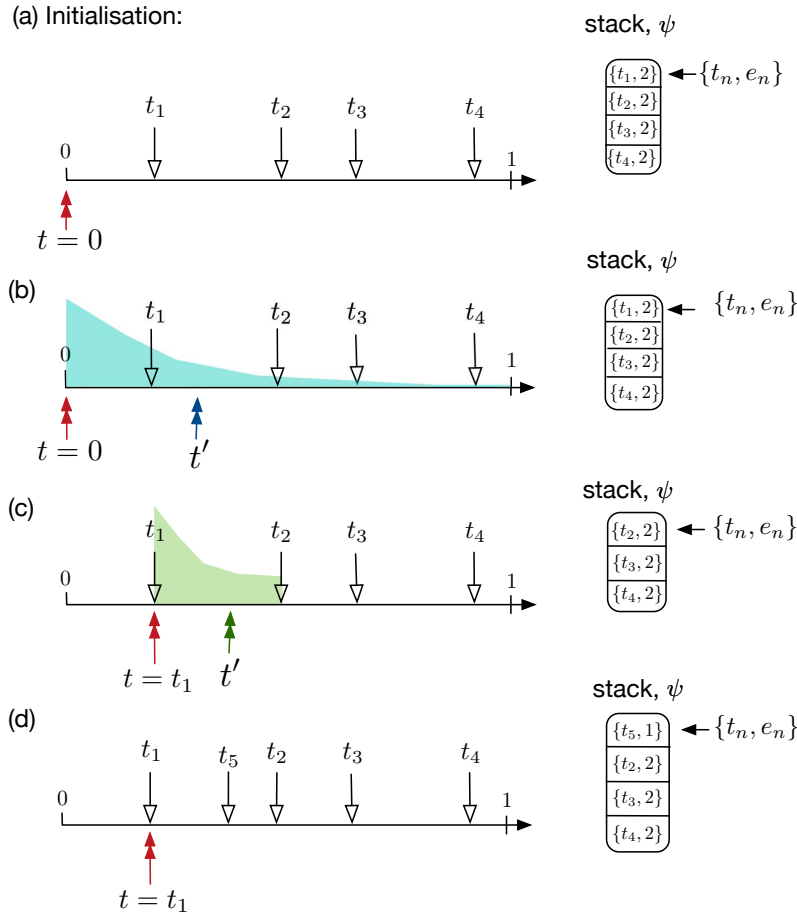 (a) Initialisation:
stack, ψ
{t₁, 2}
{t₂, 2}
{t₃, 2}
{t₄, 2}
{tₙ, eₙ}
t₁ t₂ t₃ t₄
0 1
t = 0
(b)
stack, ψ
{t₁, 2}
{t₂, 2}
{t₃, 2}
{t₄, 2}
{tₙ, eₙ}
t₁ t₂ t₃ t₄
0 1
t = 0 t′
(c)
stack, ψ
{t₂, 2}
{t₃, 2}
{t₄, 2}
{tₙ, eₙ}
t₁ t₂ t₃ t₄
0 1
t = t₁ t′
(d)
stack, ψ
{t₅, 1}
{t₂, 2}
{t₃, 2}
{t₄, 2}
{tₙ, eₙ}
t₁ t₅ t₂ t₃ t₄
0 1
t = t₁